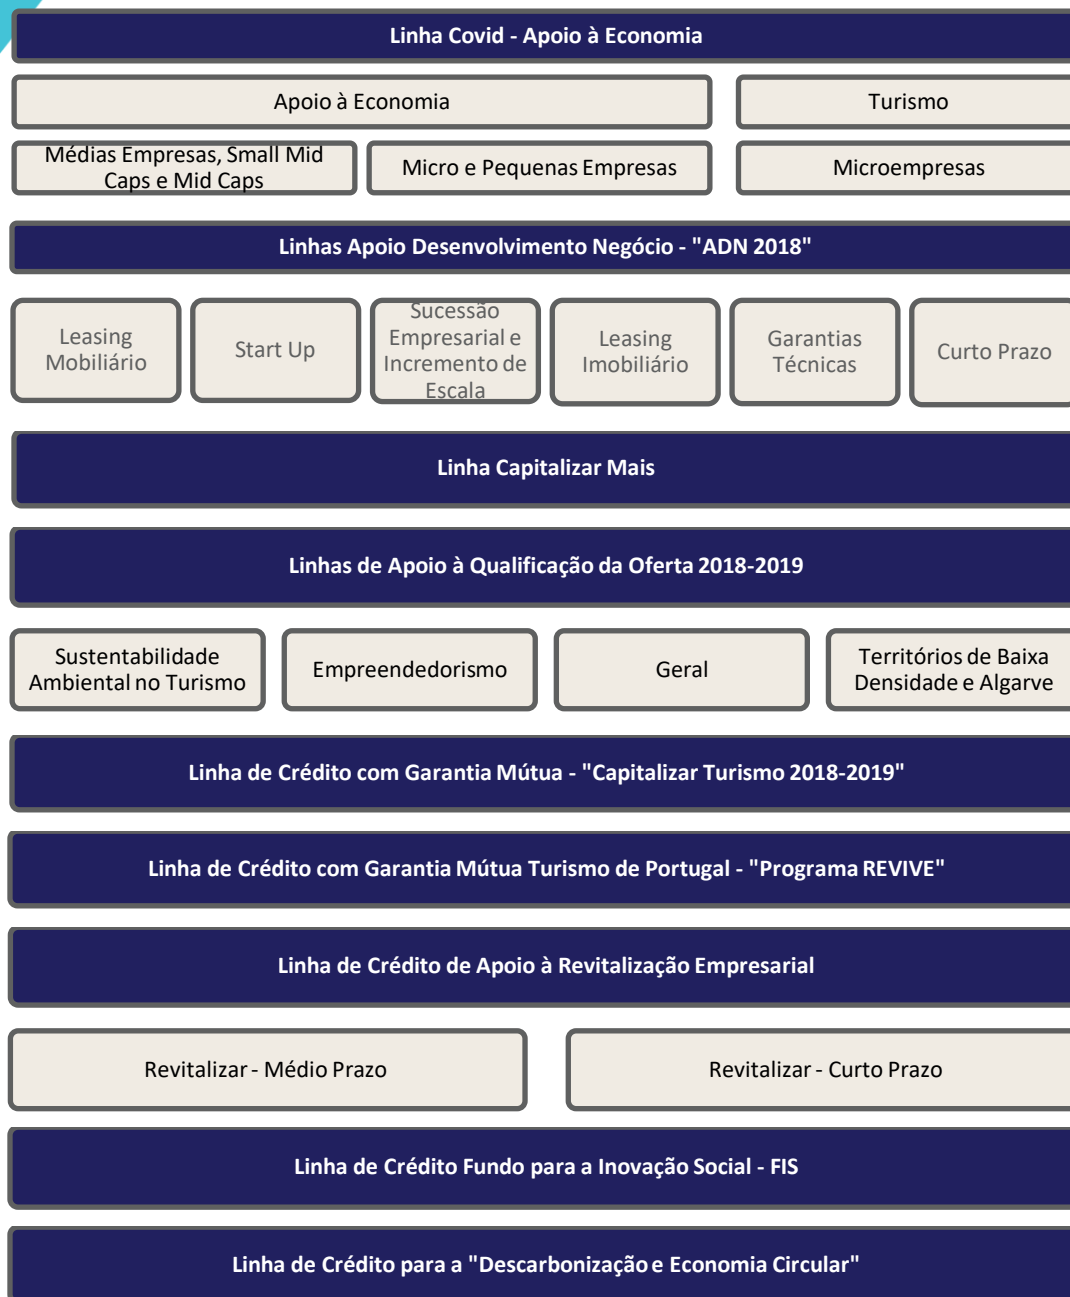 Linha Covid - Apoio à Economia
Apoio à Economia
Turismo
Médias Empresas, Small Mid
Caps e Mid Caps
Micro e Pequenas Empresas
Microempresas
Linhas Apoio Desenvolvimento Negócio - "ADN 2018"
Leasing
Mobiliário
Start Up
Sucessão
Empresarial e
Incremento de
Escala
Leasing
Imobiliário
Garantias
Técnicas
Curto Prazo
Linha Capitalizar Mais
Linhas de Apoio à Qualificação da Oferta 2018-2019
Sustentabilidade
Ambiental no Turismo
Empreendedorismo
Geral
Territórios de Baixa
Densidade e Algarve
Linha de Crédito com Garantia Mútua - "Capitalizar Turismo 2018-2019"
Linha de Crédito com Garantia Mútua Turismo de Portugal - "Programa REVIVE"
Linha de Crédito de Apoio à Revitalização Empresarial
Revitalizar - Médio Prazo
Revitalizar - Curto Prazo
Linha de Crédito Fundo para a Inovação Social - FIS
Linha de Crédito para a "Descarbonização e Economia Circular"